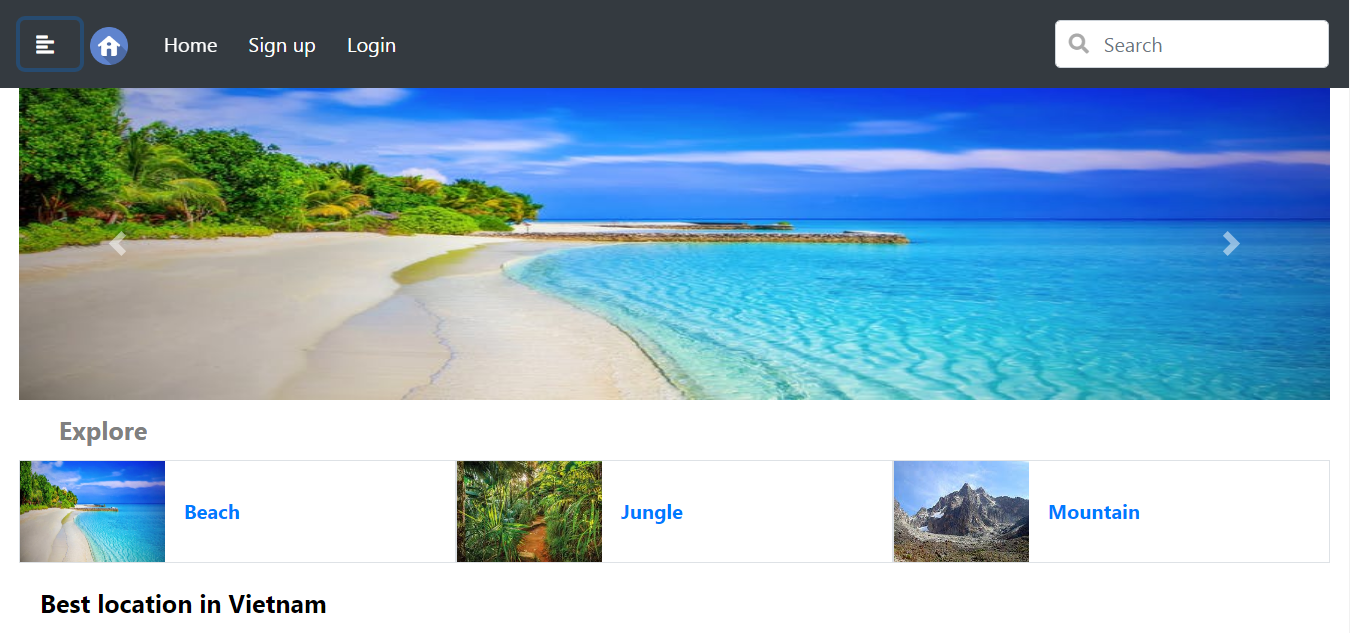 Home Sign up Login Search
Explore
Beach Jungle Mountain
Best location in Vietnam